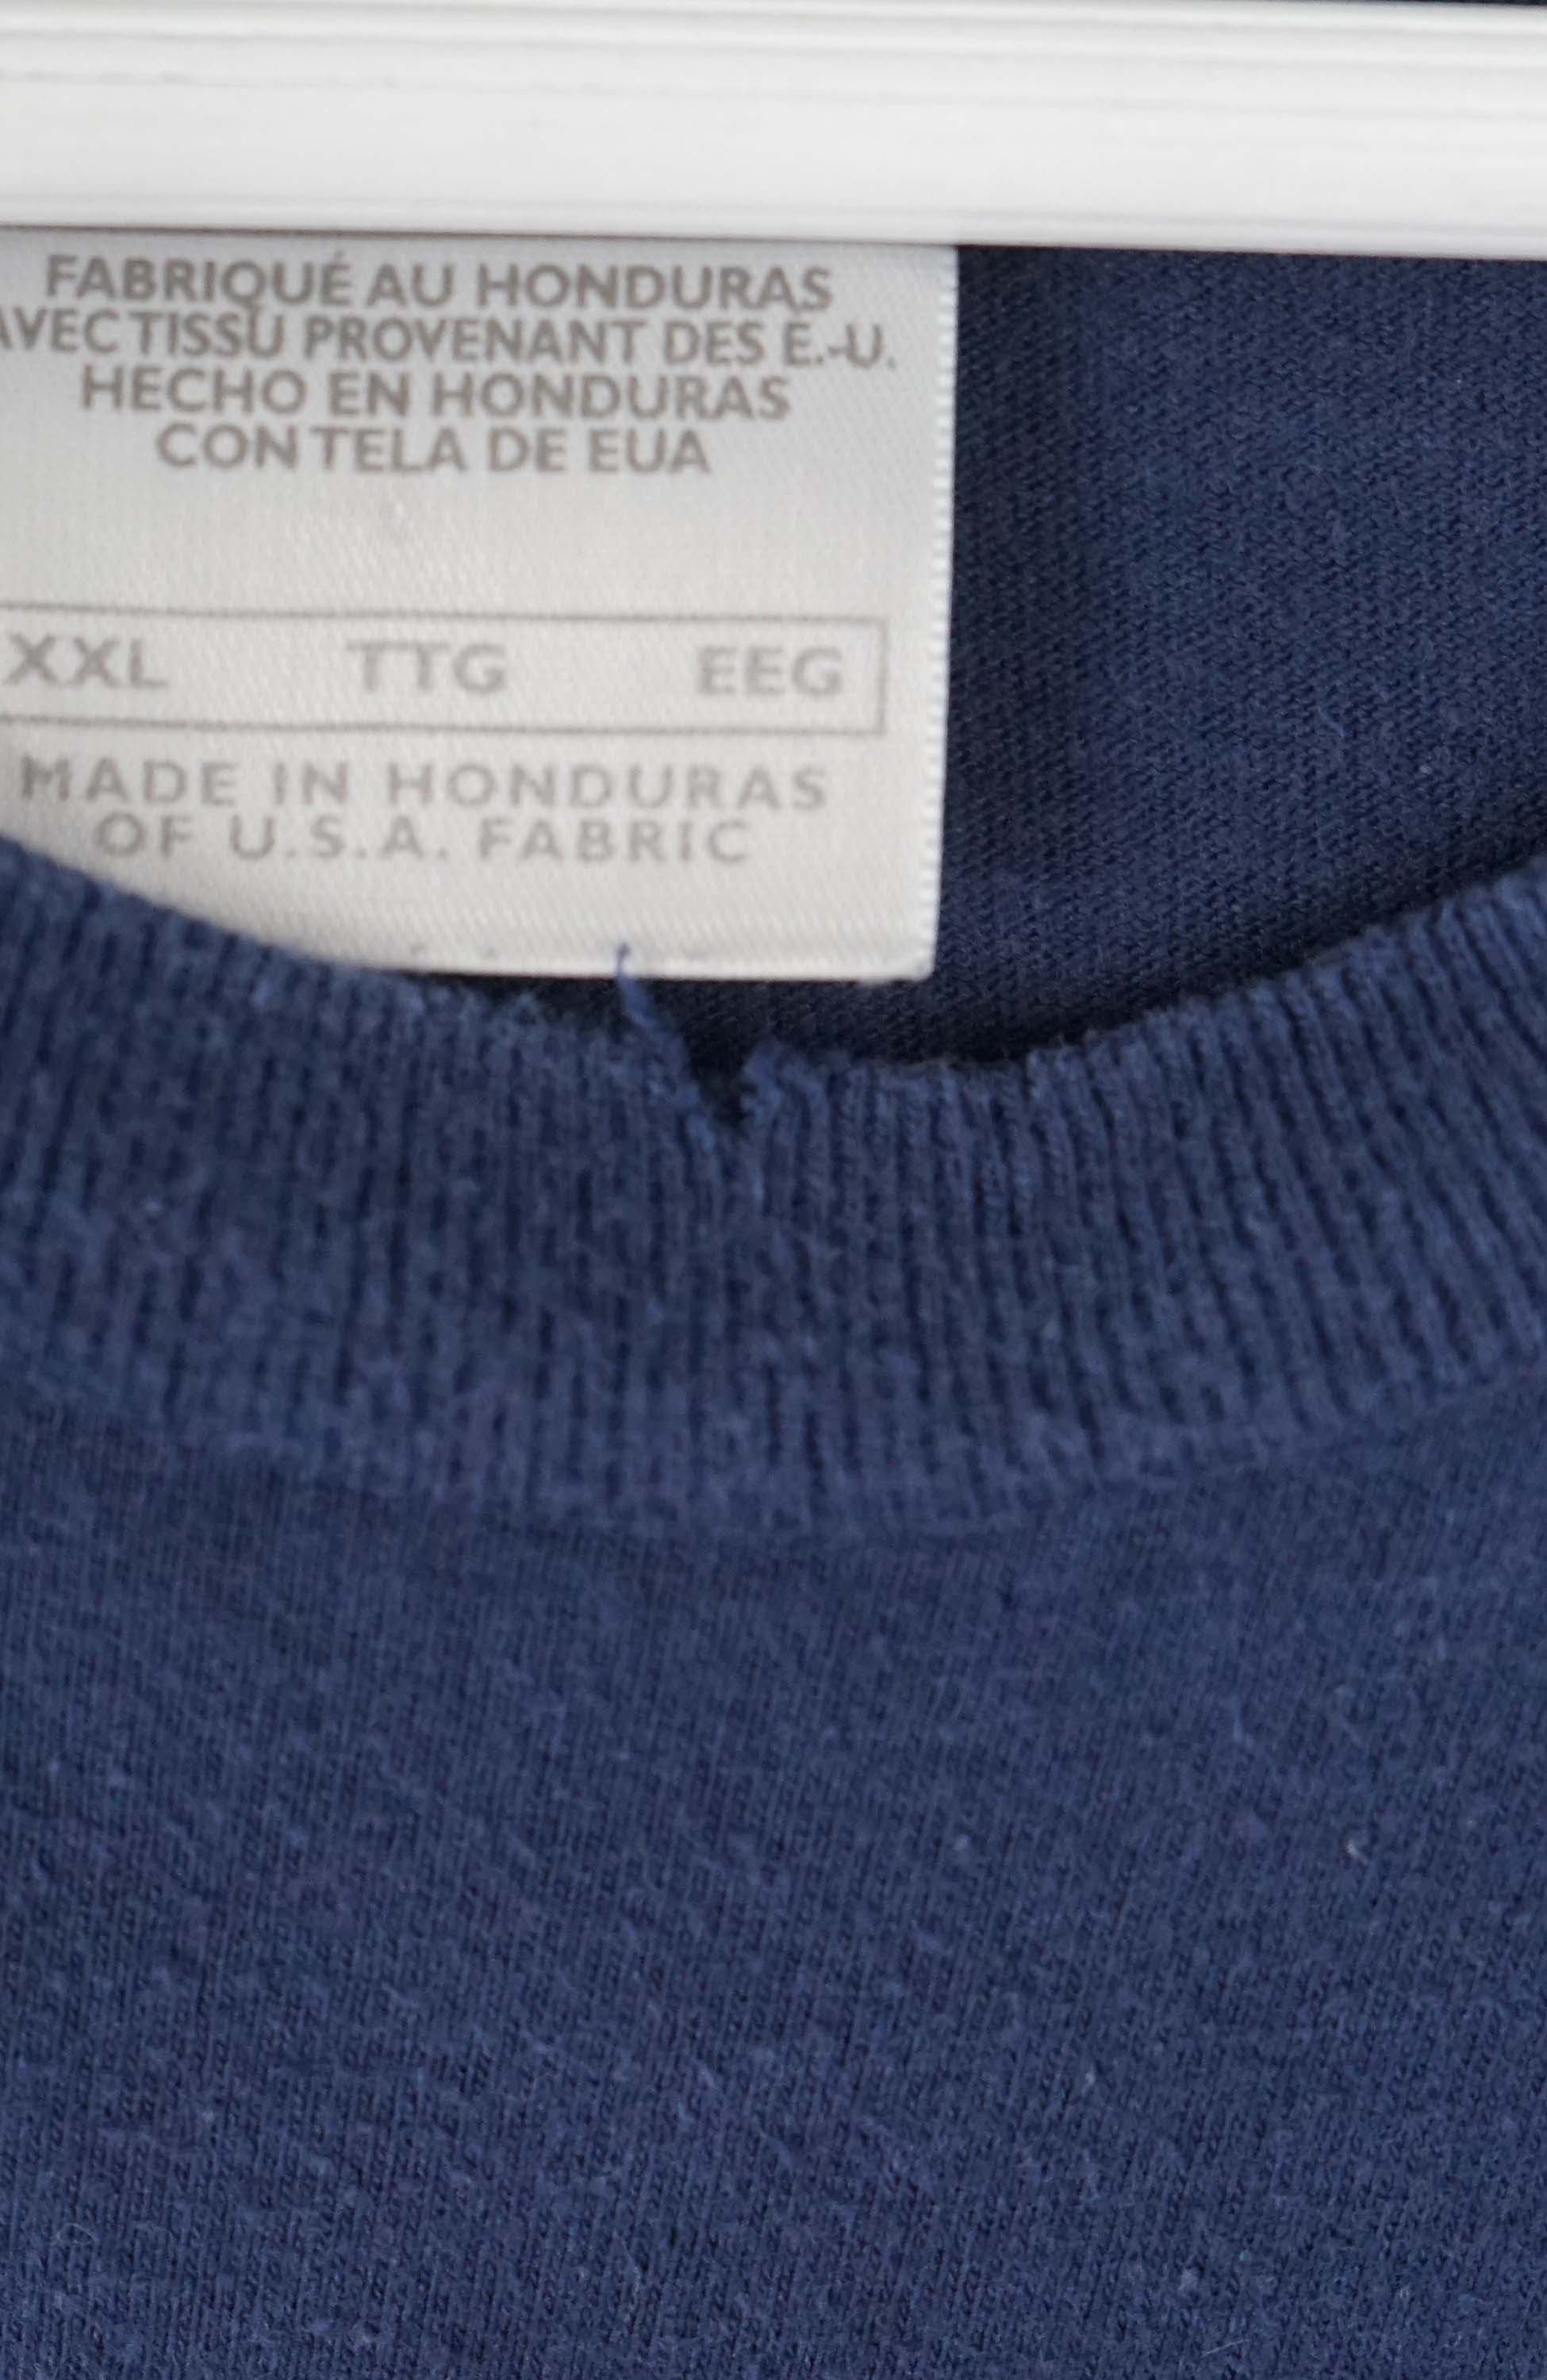 FABRIQUÉ AU HONDURAS
AVEC TISSU PROVENANT DES É.-U.
HECHO EN HONDURAS
CON TELA DE EUA
XXL TTG EEG
MADE IN HONDURAS
OF U.S.A. FABRIC